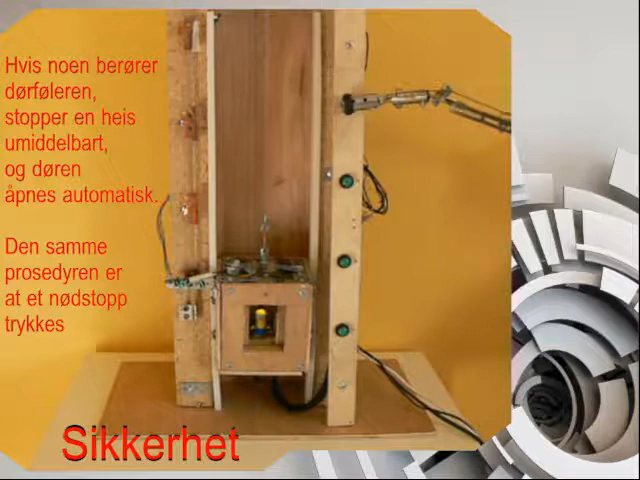 Hvis noen berører
dørføleren,
stopper en heis
umiddelbart,
og døren
åpnes automatisk.
Den samme
prosedyren er
at et nødstopp
trykkes
Sikkerhet